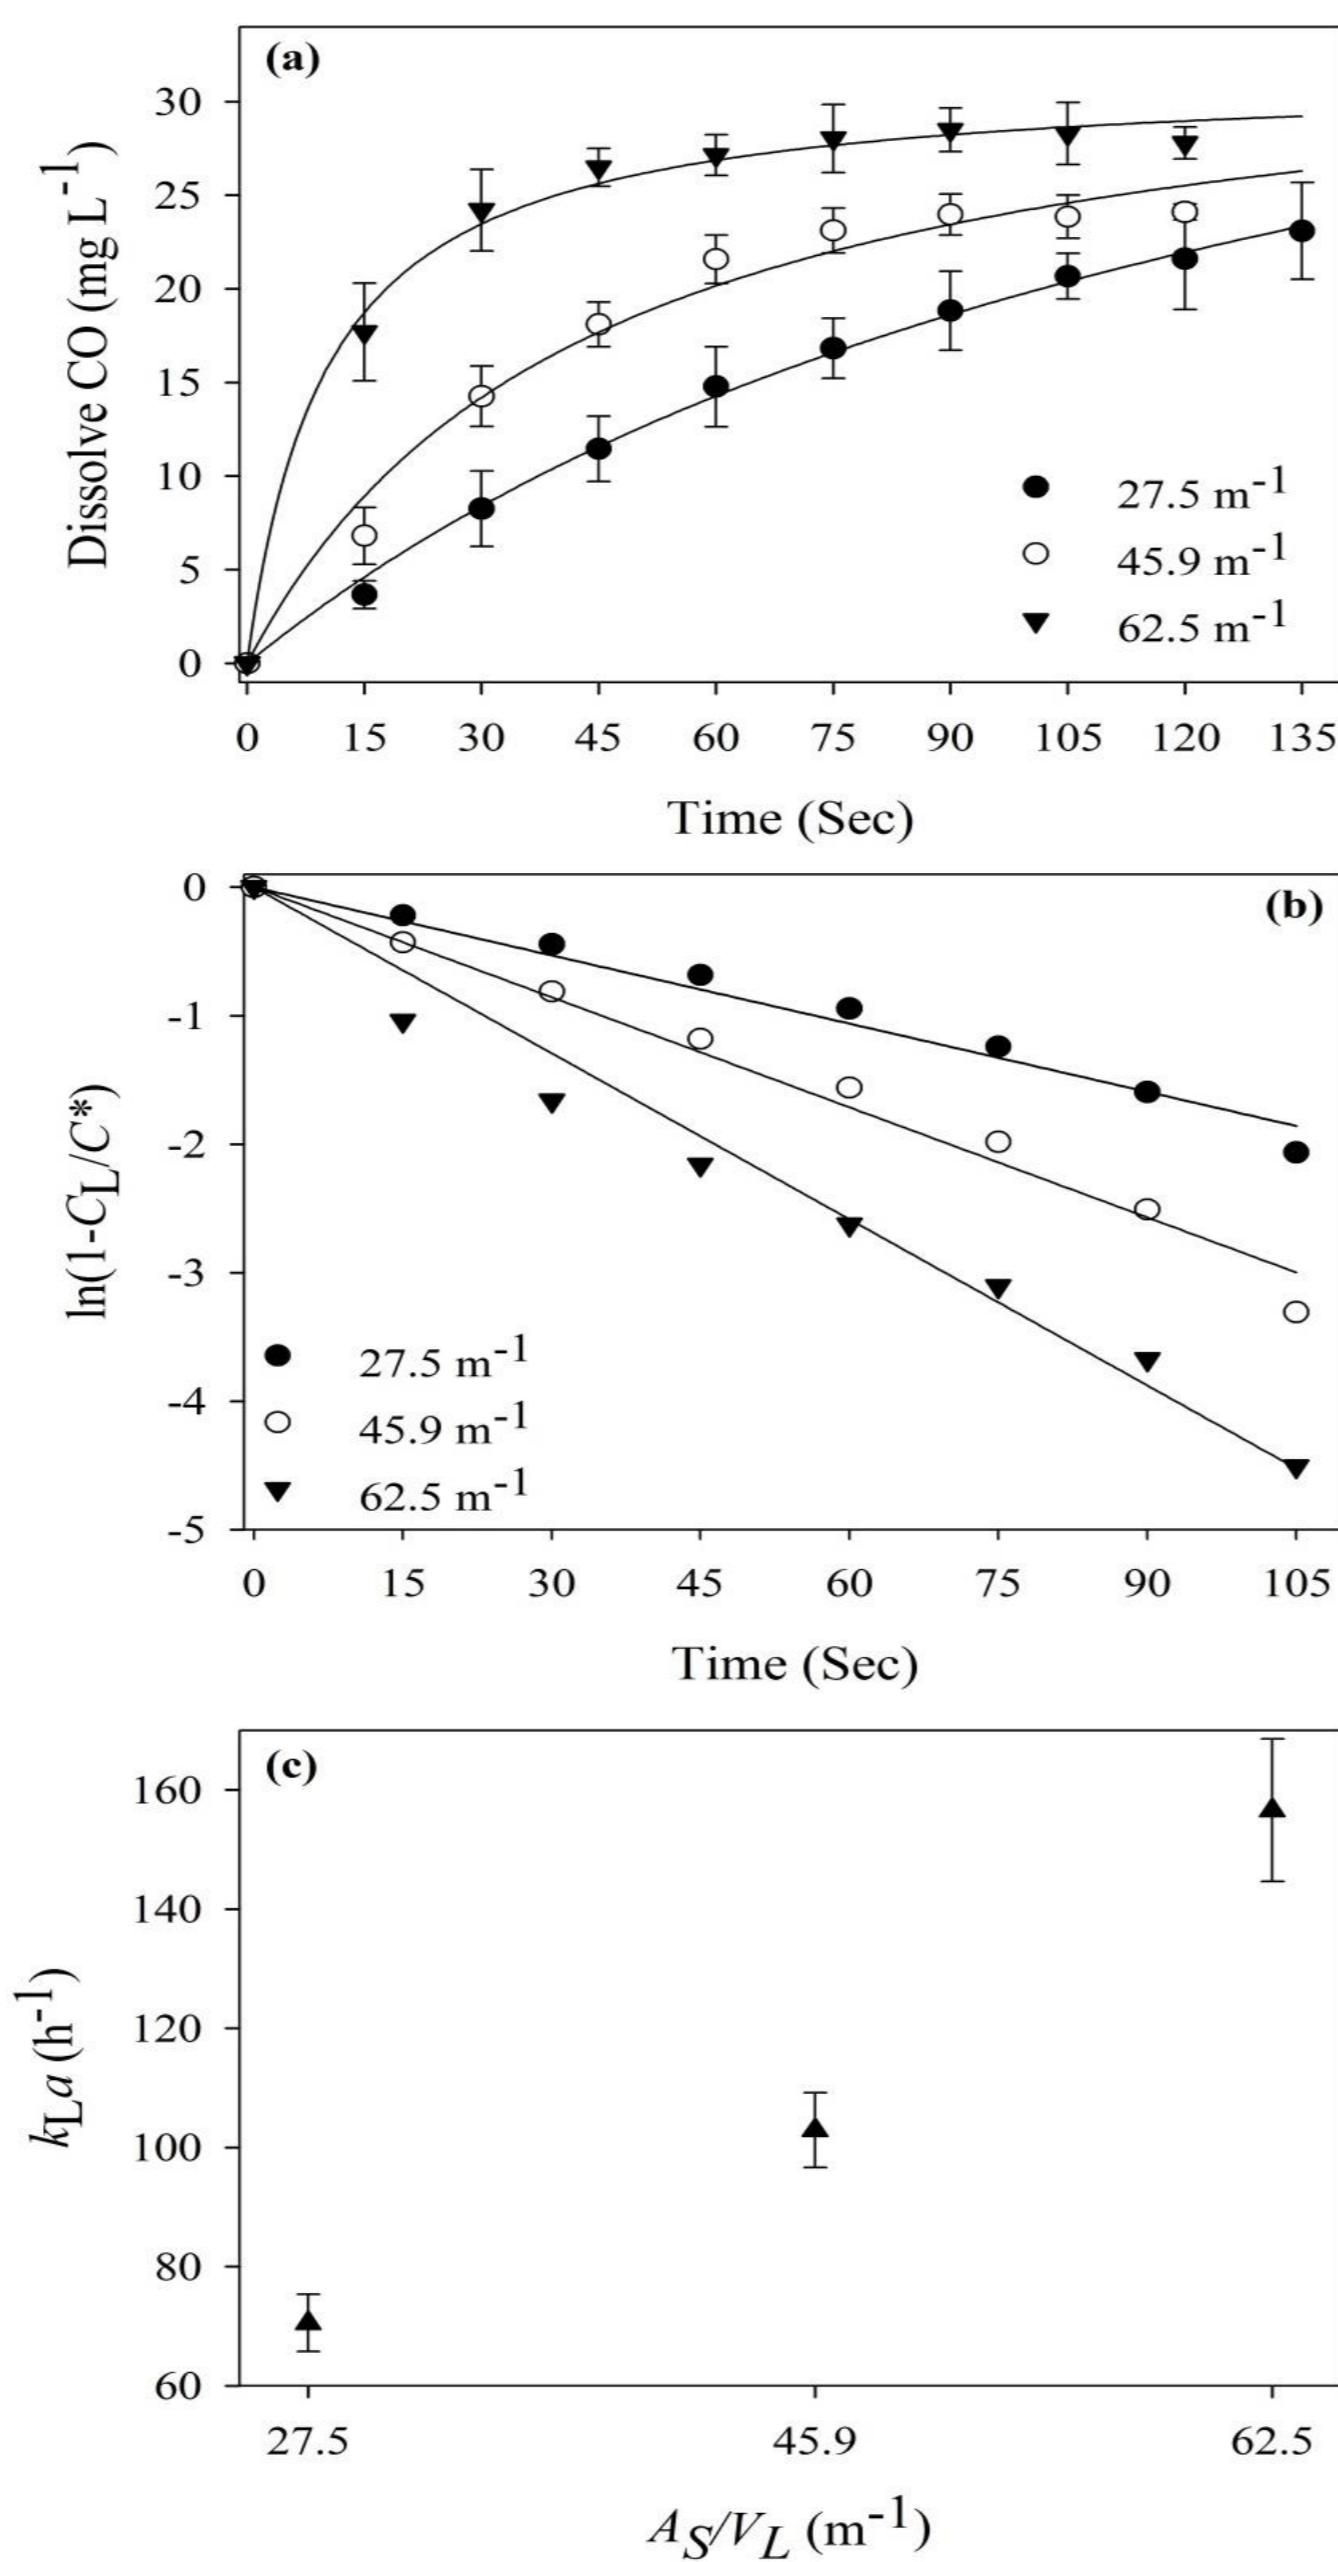 (a)
Dissolve CO (mg L-1)
30
25
20
15
10
5
0
27.5 m-1
45.9 m-1
62.5 m-1
0 15 30 45 60 75 90 105 120 135
Time (Sec)
(b)
ln(1-CL/C*)
0
-1
-2
-3
-4
-5
27.5 m-1
45.9 m-1
62.5 m-1
0 15 30 45 60 75 90 105
Time (Sec)
(c)
kLa (h-1)
160
140
120
100
80
60
27.5 45.9 62.5
AS/VL (m-1)